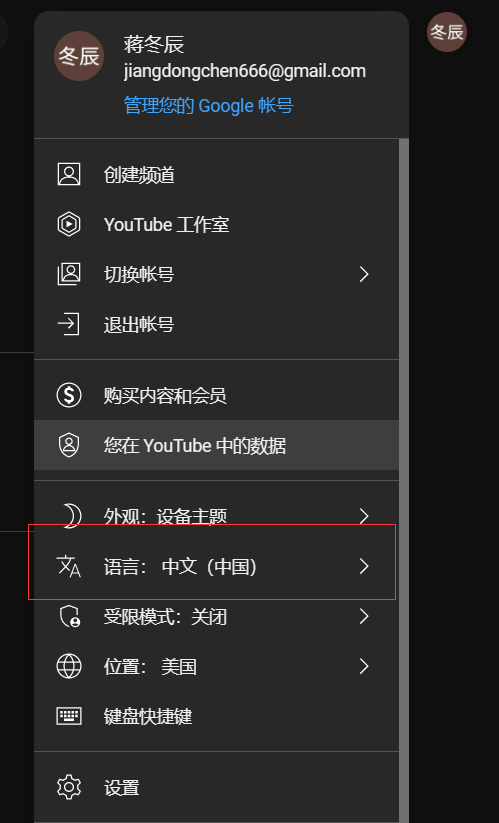 冬辰
蒋冬辰
冬辰
jiangdongchen666@gmail.com
管理您的 Google 帐号
创建频道
YouTube 工作室
切换帐号
退出帐号
购买内容和会员
您在 YouTube 中的数据
外观：设备主题
语言： 中文（中国）
受限模式：关闭
位置： 美国
键盘快捷键
设置